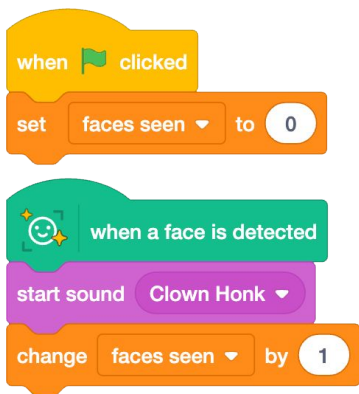 when clicked
set faces seen to 0
when a face is detected
start sound Clown Honk
change faces seen by 1